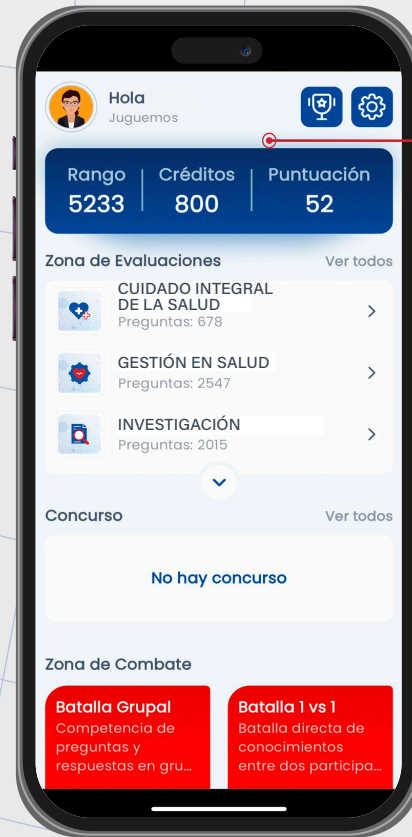 Hola
Juguemos
Rango Créditos Puntuación
5233 800 52
Zona de Evaluaciones Ver todos
CUIDADO INTEGRAL
DE LA SALUD
Preguntas: 678
GESTIÓN EN SALUD
Preguntas: 2547
INVESTIGACIÓN
Preguntas: 2015
Concurso Ver todos
No hay concurso
Zona de Combate
Batalla Grupal Batalla 1 vs 1
Competencia de Batalla directa de
preguntas y conocimientos
respuestas en gru... entre dos participa...